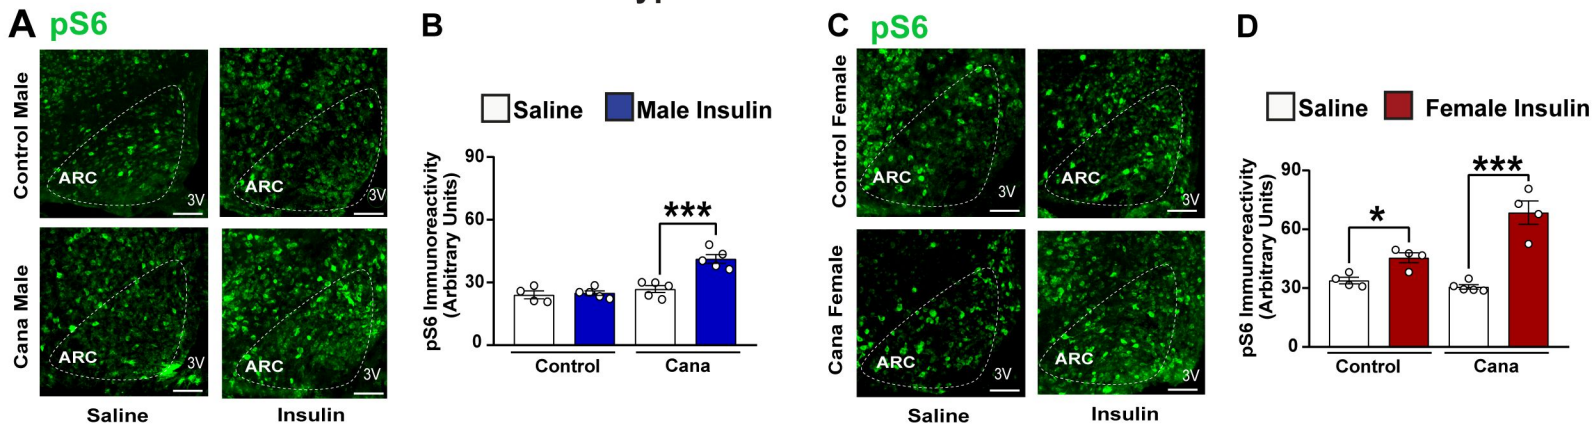 A pS6
Control Male
ARC
3V
ARC
3V
Cana Male
ARC
3V
ARC
3V
Saline
Insulin
B
Saline
Male Insulin
pS6 Immunoreactivity
(Arbitrary Units)
90
60
30
0
***
Control
Cana
C pS6
Control Female
ARC
3V
ARC
3V
Cana Female
ARC
3V
ARC
3V
Saline
Insulin
D
Saline
Female Insulin
pS6 Immunoreactivity
(Arbitrary Units)
90
60
30
0
*
***
Control
Cana